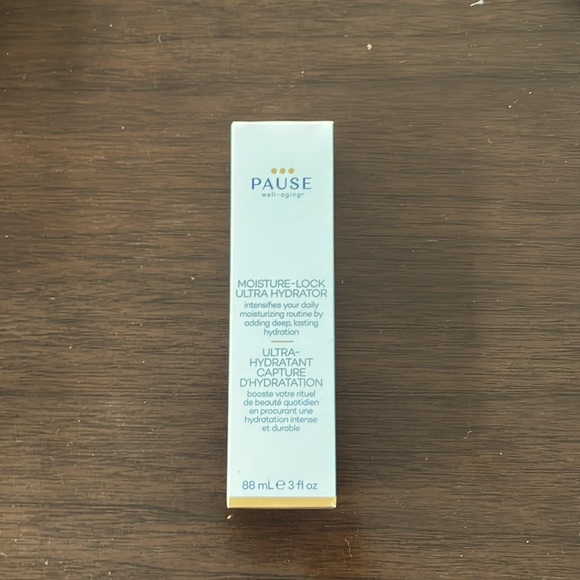 PAUSE
well-aging®
MOISTURE-LOCK
ULTRA HYDRATOR
intensifies your daily
moisturizing routine by
adding deep, lasting
hydration
ULTRA-
HYDRATANT
CAPTURE
D'HYDRATATION
booste votre rituel
de beauté quotidien
en procurant une
hydratation intense
et durable
88 mL ℮ 3 fl oz